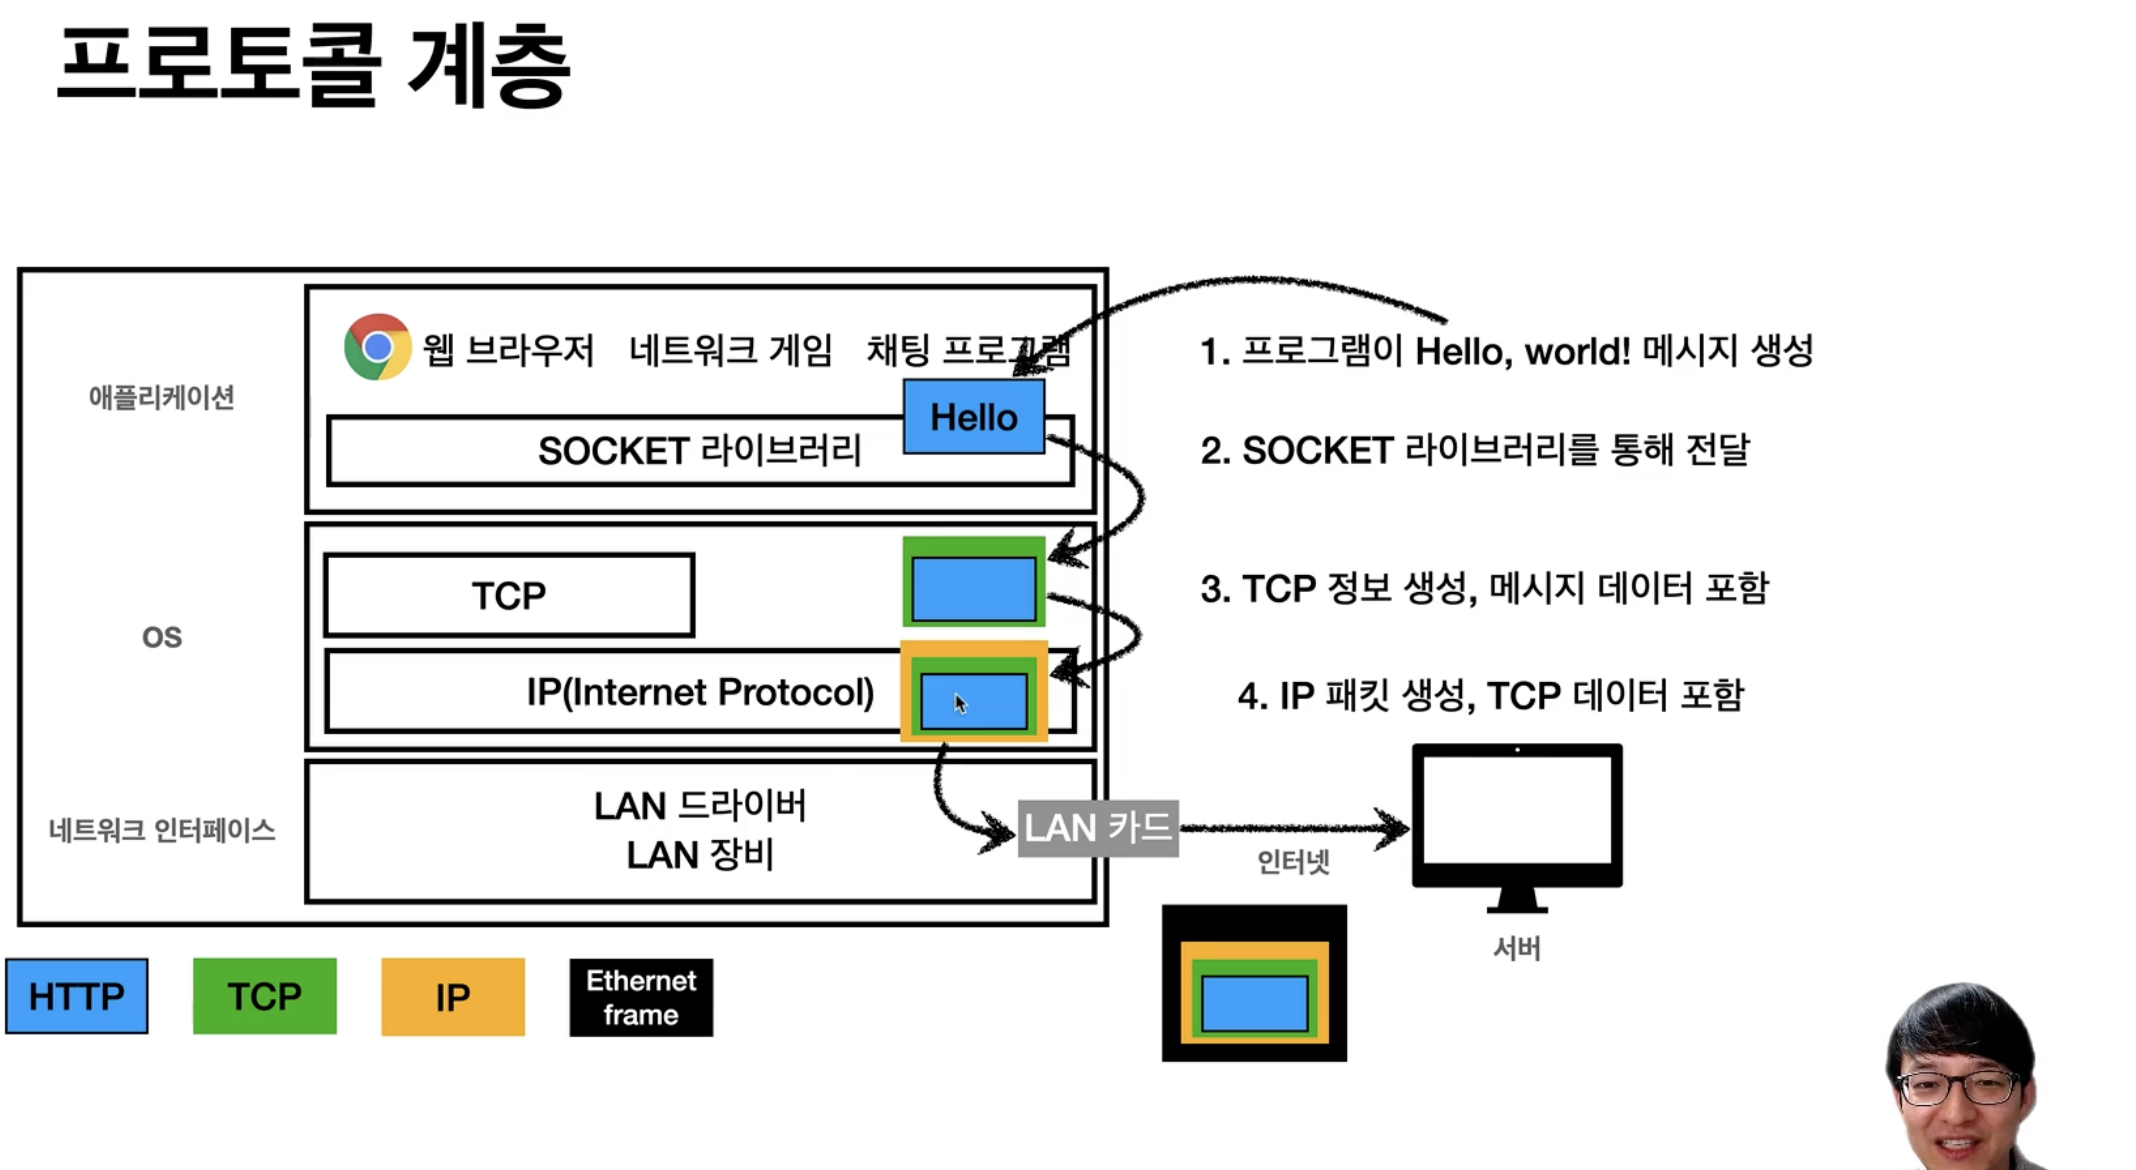 프로토콜 계층
애플리케이션
웹 브라우저 네트워크 게임 채팅 프로그램
Hello
SOCKET 라이브러리
OS
TCP
IP(Internet Protocol)
네트워크 인터페이스
LAN 드라이버
LAN 장비
LAN 카드
인터넷
서버
1. 프로그램이 Hello, world! 메시지 생성
2. SOCKET 라이브러리를 통해 전달
3. TCP 정보 생성, 메시지 데이터 포함
4. IP 패킷 생성, TCP 데이터 포함
HTTP
TCP
IP
Ethernet
frame